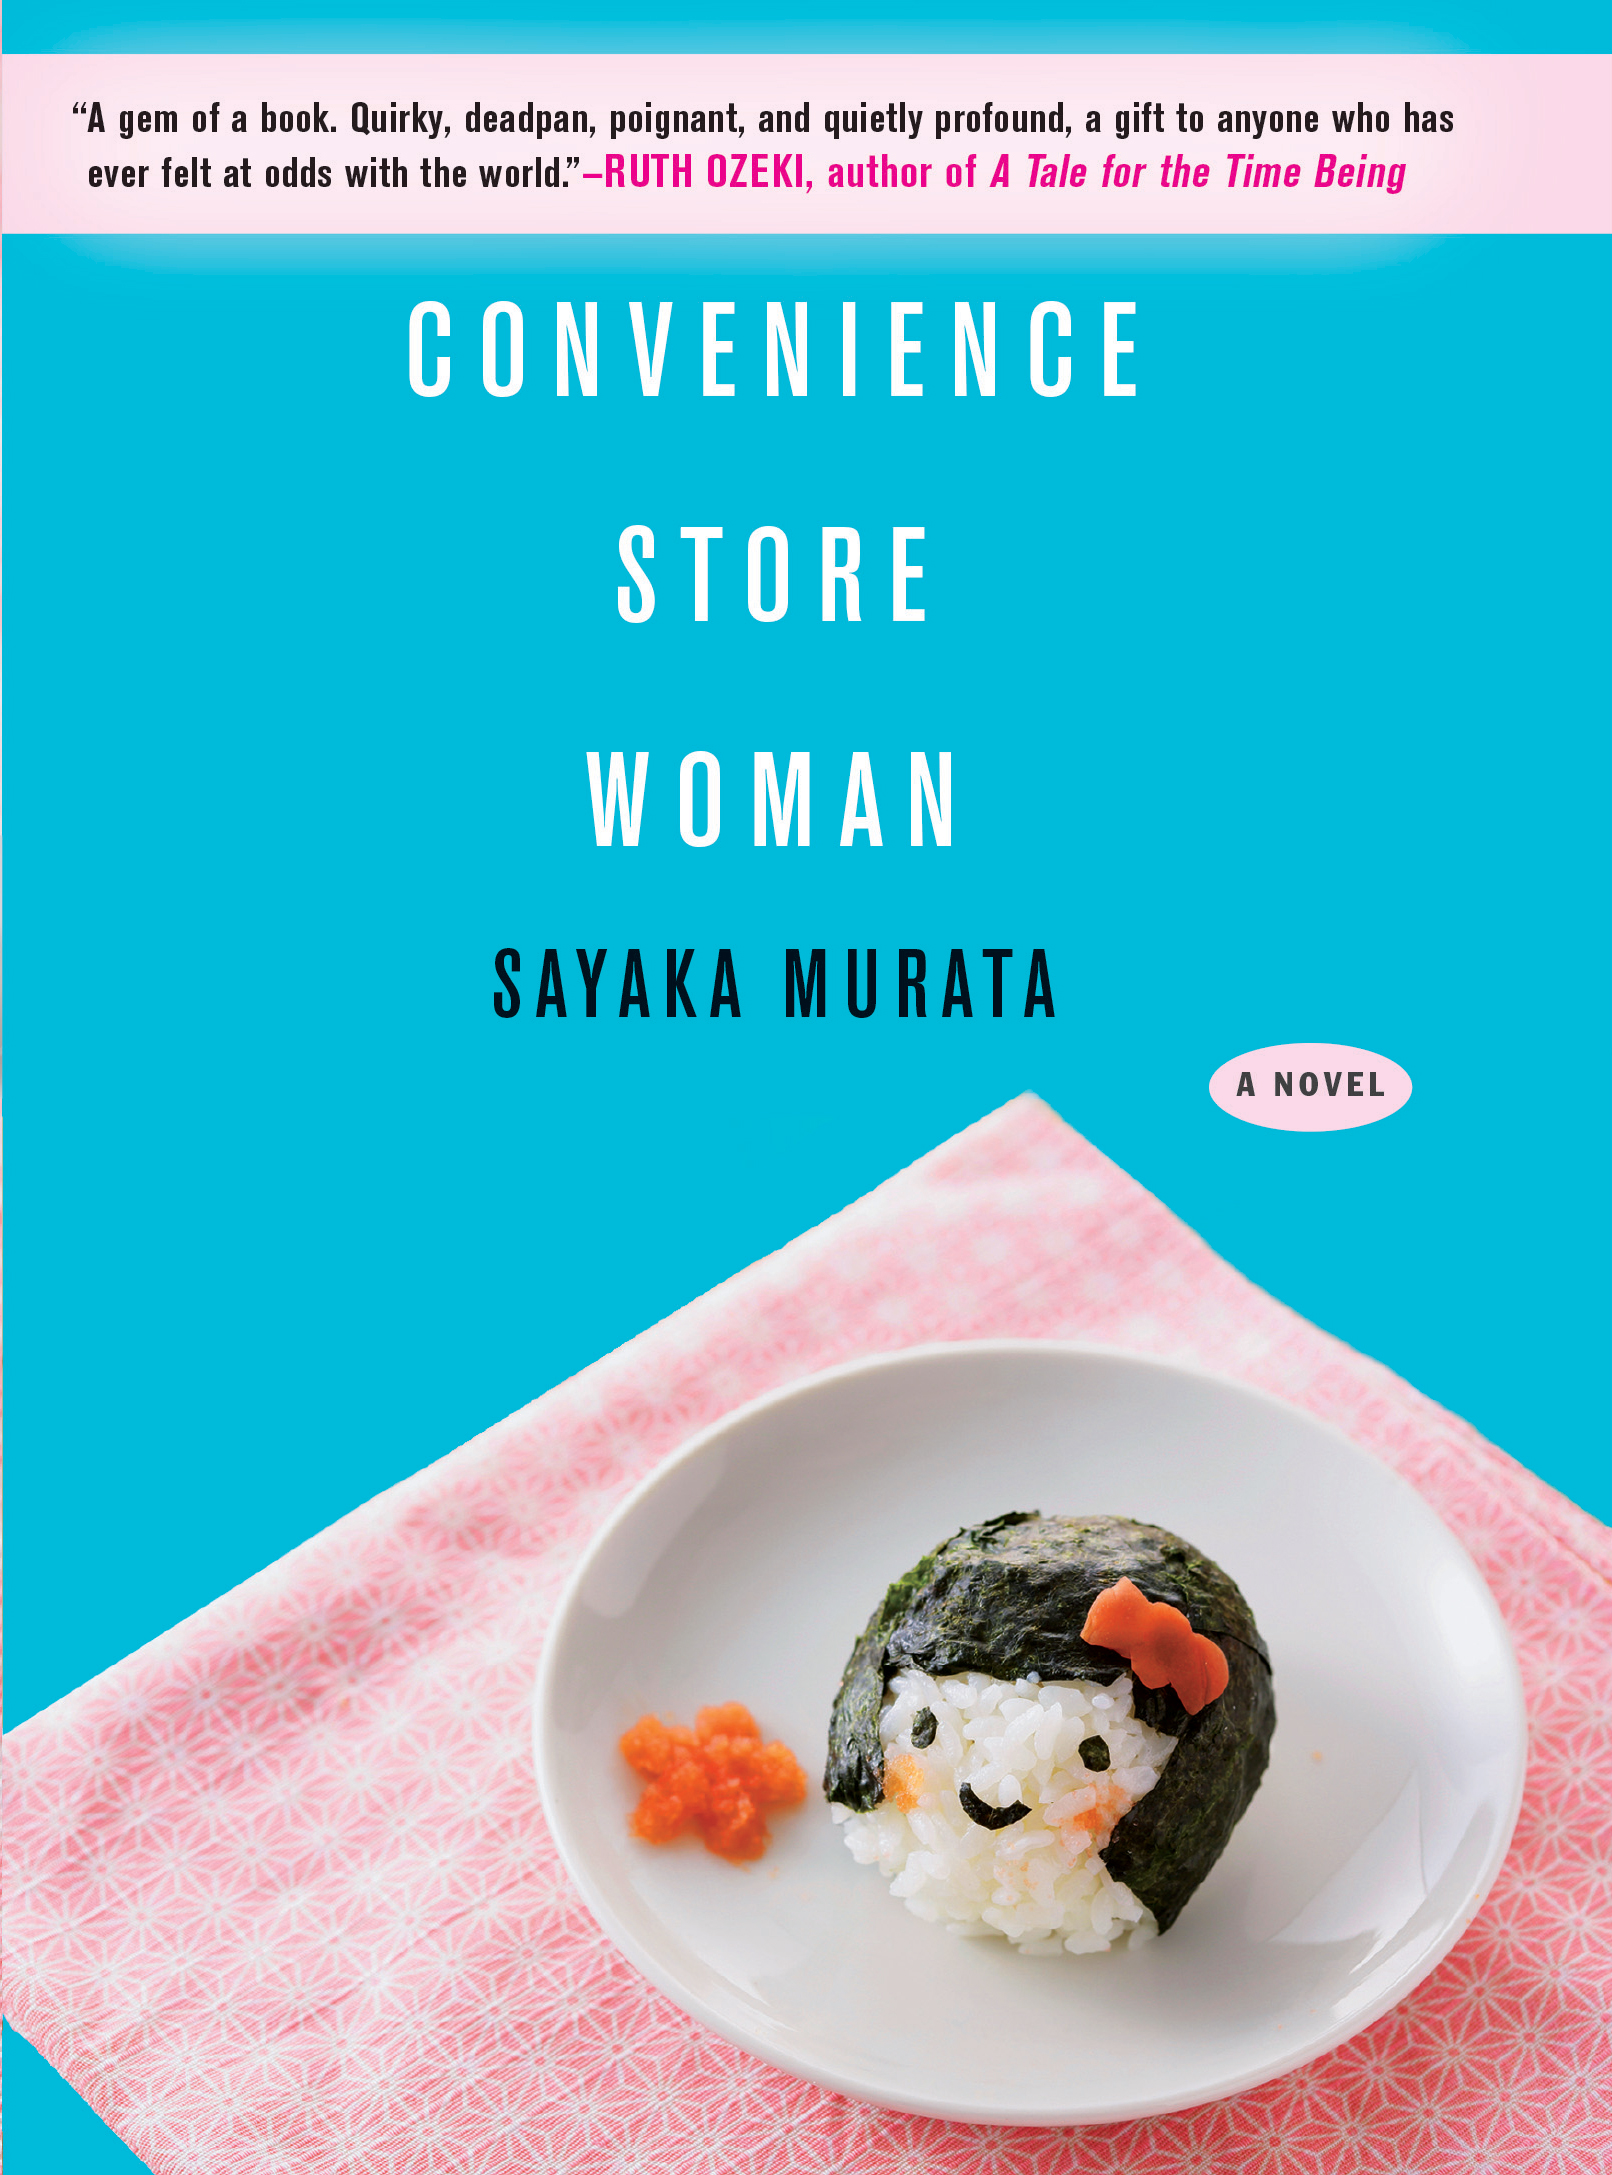 “A gem of a book. Quirky, deadpan, poignant, and quietly profound, a gift to anyone who has
ever felt at odds with the world.”–RUTH OZEKI, author of A Tale for the Time Being
CONVENIENCE
STORE
WOMAN
SAYAKA MURATA
A NOVEL